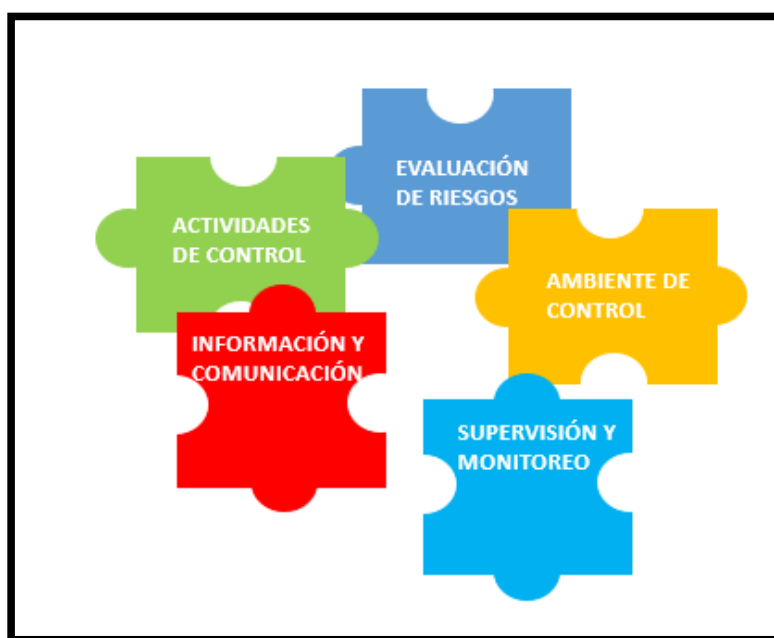 EVALUACIÓN
DE RIESGOS
ACTIVIDADES
DE CONTROL
AMBIENTE DE
CONTROL
INFORMACIÓN Y
COMUNICACIÓN
SUPERVISIÓN Y
MONITOREO